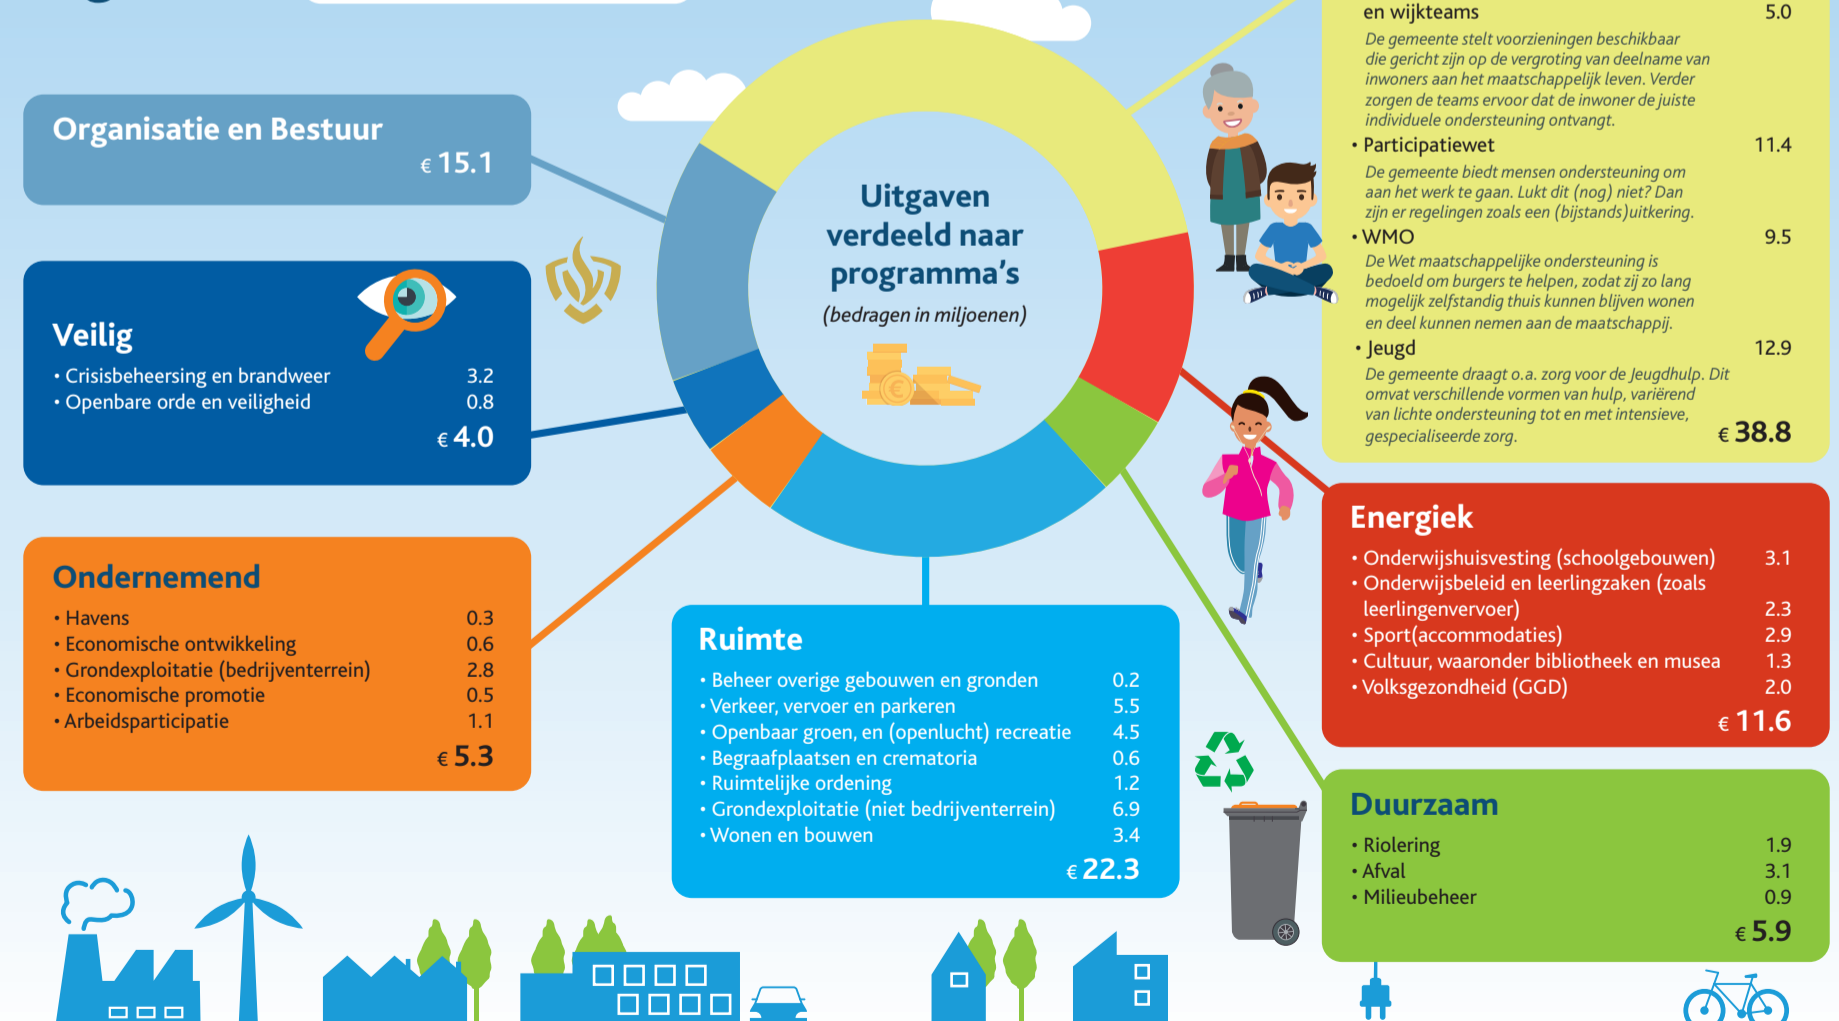 Organisatie en Bestuur
€ 15.1
Veilig
• Crisisbeheersing en brandweer 3.2
• Openbare orde en veiligheid 0.8
€ 4.0
Ondernemend
• Havens 0.3
• Economische ontwikkeling 0.6
• Grondexploitatie (bedrijventerrein) 2.8
• Economische promotie 0.5
• Arbeidsparticipatie 1.1
€ 5.3
Uitgaven
verdeeld naar
programma's
(bedragen in miljoenen)
€
Ruimte
• Beheer overige gebouwen en gronden 0.2
• Verkeer, vervoer en parkeren 5.5
• Openbaar groen, en (openlucht) recreatie 4.5
• Begraafplaatsen en crematoria 0.6
• Ruimtelijke ordening 1.2
• Grondexploitatie (niet bedrijventerrein) 6.9
• Wonen en bouwen 3.4
€ 22.3
en wijkteams 5.0
De gemeente stelt voorzieningen beschikbaar
die gericht zijn op de vergroting van deelname van
inwoners aan het maatschappelijk leven. Verder
zorgen de teams ervoor dat de inwoner de juiste
individuele ondersteuning ontvangt.
• Participatiewet 11.4
De gemeente biedt mensen ondersteuning om
aan het werk te gaan. Lukt dit (nog) niet? Dan
zijn er regelingen zoals een (bijstands)uitkering.
• WMO 9.5
De Wet maatschappelijke ondersteuning is
bedoeld om burgers te helpen, zodat zij zo lang
mogelijk zelfstandig thuis kunnen blijven wonen
en deel kunnen nemen aan de maatschappij.
• Jeugd 12.9
De gemeente draagt o.a. zorg voor de Jeugdhulp. Dit
omvat verschillende vormen van hulp, variërend
van lichte ondersteuning tot en met intensieve,
gespecialiseerde zorg.
€ 38.8
Energiek
• Onderwijshuisvesting (schoolgebouwen) 3.1
• Onderwijsbeleid en leerlingzaken (zoals
leerlingenvervoer) 2.3
• Sport(accommodaties) 2.9
• Cultuur, waaronder bibliotheek en musea 1.3
• Volksgezondheid (GGD) 2.0
€ 11.6
Duurzaam
• Riolering 1.9
• Afval 3.1
• Milieubeheer 0.9
€ 5.9